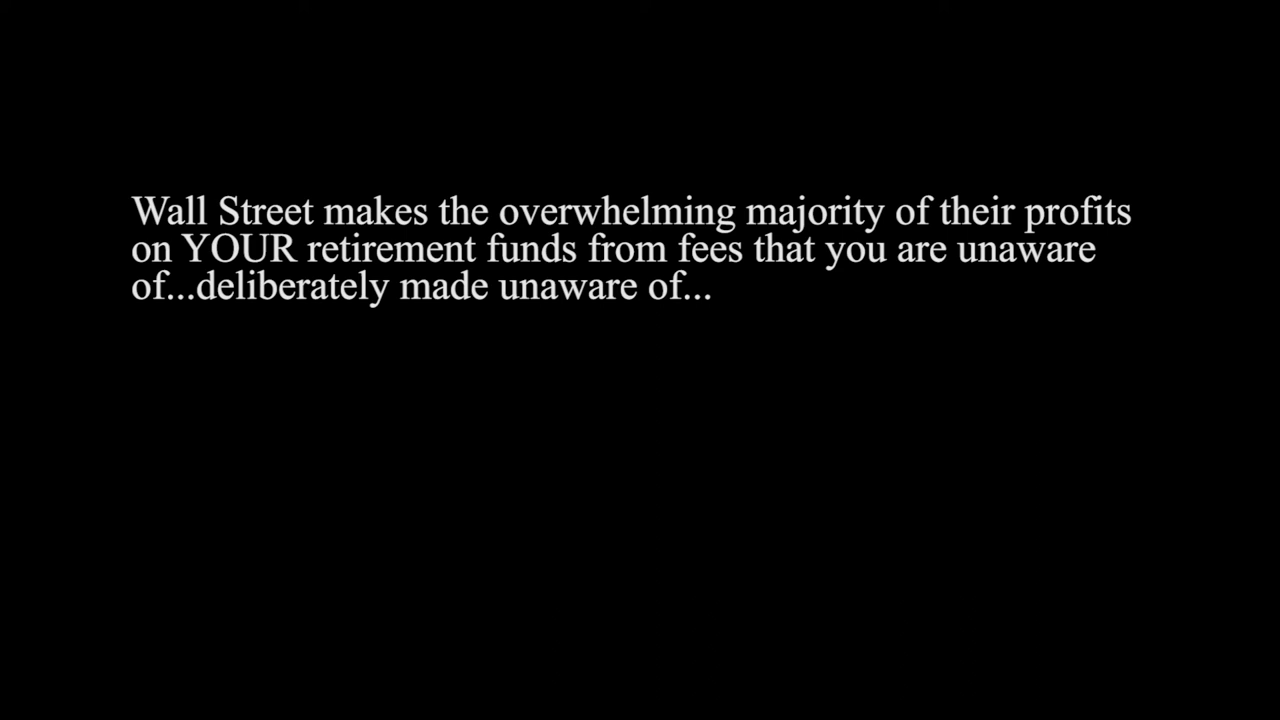 Wall Street makes the overwhelming majority of their profits
on YOUR retirement funds from fees that you are unaware
of...deliberately made unaware of...